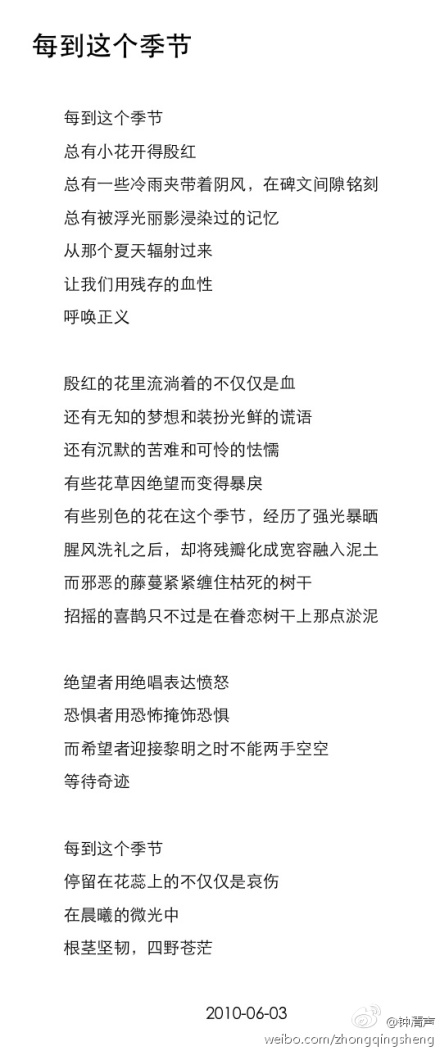 每到这个季节
每到这个季节
总有小花开得殷红
总有一些冷雨夹带着阴风，在碑文间隙铭刻
总有被浮光丽影浸染过的记忆
从那个夏天辐射过来
让我们用残存的血性
呼唤正义
殷红的花里流淌着的不仅仅是血
还有无知的梦想和装扮光鲜的谎语
还有沉默的苦难和可怜的怯懦
有些花草因绝望而变得暴戾
有些别色的花在这个季节，经历了强光暴晒
腥风洗礼之后，却将残瓣化成宽容融入泥土
而邪恶的藤蔓紧紧缠住枯死的树干
招摇的喜鹊只不过是在眷恋树干上那点淤泥
绝望者用绝唱表达愤怒
恐惧者用恐怖掩饰恐惧
而希望者迎接黎明之时不能两手空空
等待奇迹
每到这个季节
停留在花蕊上的不仅仅是哀伤
在晨曦的微光中
根茎坚韧，四野苍茫
2010-06-03
@钟清声
weibo.com/zhongqingsheng